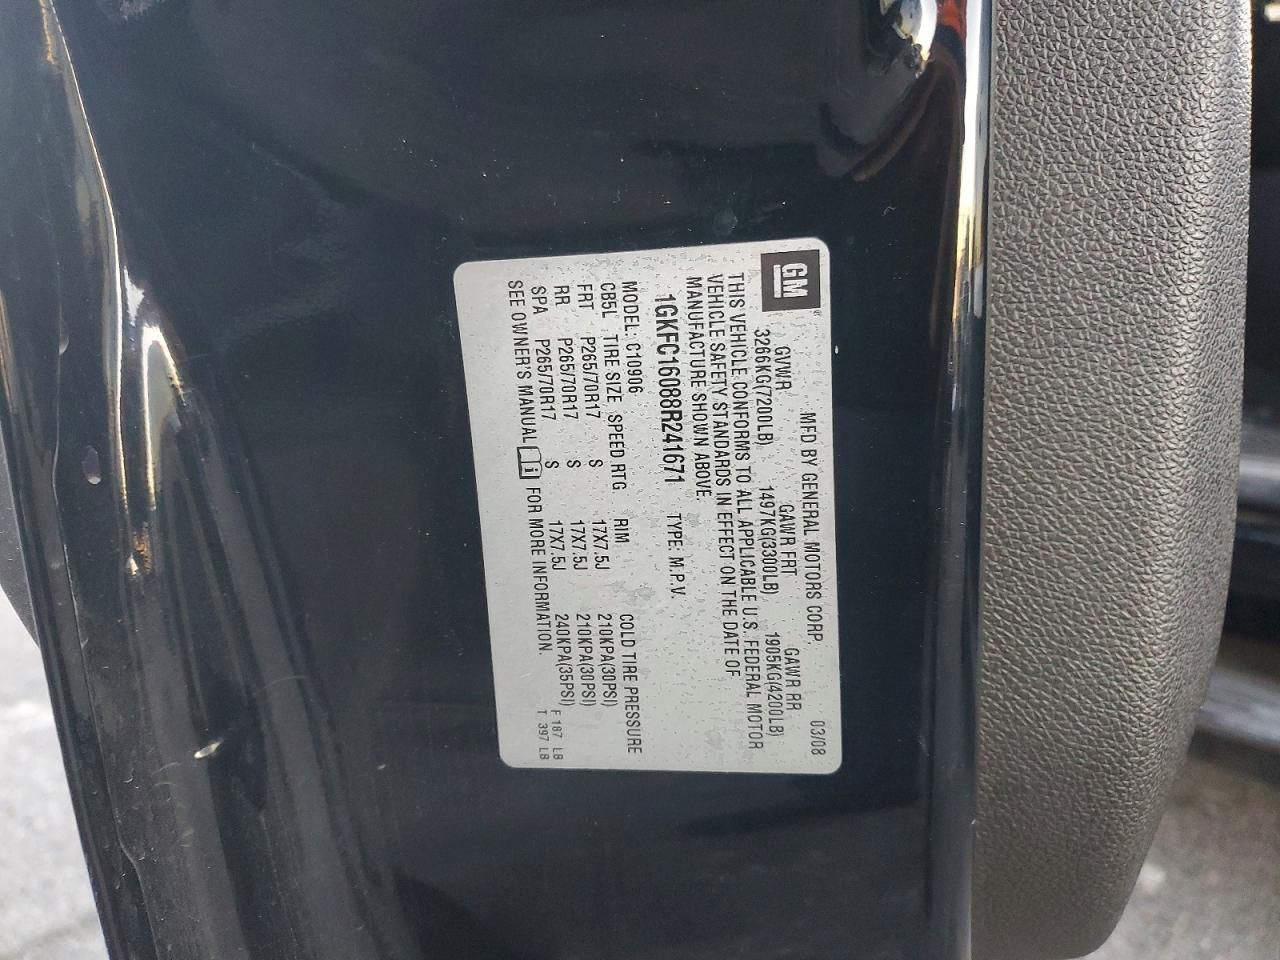 GM
MFD BY GENERAL MOTORS CORP. 03/08
GVWR GAWR FRT GAWR RR
3266KG(7200LB) 1497KG(3300LB) 1905KG(4200LB)
THIS VEHICLE CONFORMS TO ALL APPLICABLE U.S. FEDERAL MOTOR
VEHICLE SAFETY STANDARDS IN EFFECT ON THE DATE OF
MANUFACTURE SHOWN ABOVE.
1GKFC16088R241671 TYPE: M.P.V.
MODEL: C10906
CB5L TIRE SIZE SPEED RTG RIM COLD TIRE PRESSURE
FRT P265/70R17 S 17X7.5J 210KPA(30PSI)
RR P265/70R17 S 17X7.5J 210KPA(30PSI)
SPA P265/70R17 S 17X7.5J 240KPA(35PSI)
SEE OWNER'S MANUAL i FOR MORE INFORMATION.
F 187 LB
T 397 LB